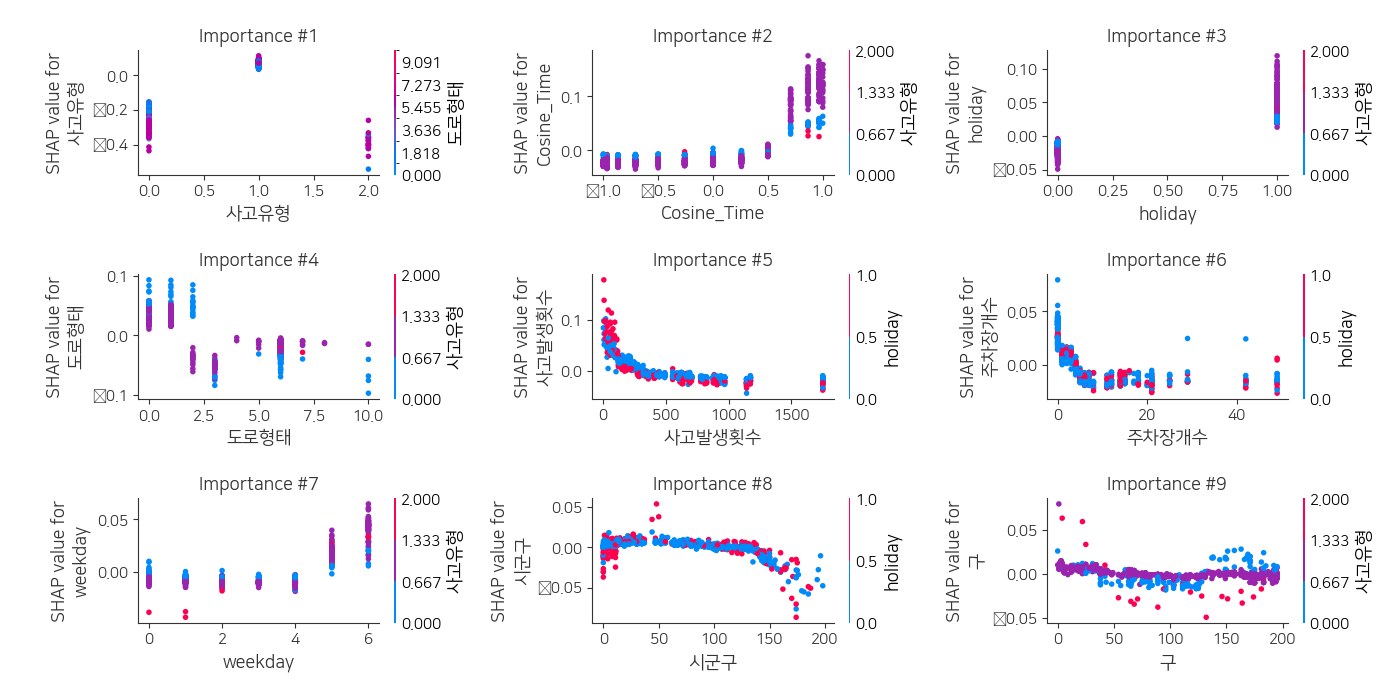 Importance #1
SHAP value for
사고유형
0.0
0.2
0.4
0.0
0.5
1.0
1.5
2.0
사고유형
9.091
7.273
5.455
3.636
1.818
0.000
도로형태
Importance #2
SHAP value for
Cosine_Time
0.1
0.0
1.0
0.5
0.0
0.5
1.0
Cosine_Time
2.000
1.333
0.667
0.000
사고유형
Importance #3
SHAP value for
holiday
0.10
0.05
0.00
0.05
0.00
0.25
0.50
0.75
1.00
holiday
2.000
1.333
0.667
0.000
사고유형
Importance #4
SHAP value for
도로형태
0.1
0.0
0.1
0.0
2.5
5.0
7.5
10.0
도로형태
2.000
1.333
0.667
0.000
사고유형
Importance #5
SHAP value for
사고발생횟수
0.1
0.0
0
500
1000
1500
사고발생횟수
1.0
0.5
0.0
holiday
Importance #6
SHAP value for
주차장개수
0.05
0.00
0
20
40
주차장개수
1.0
0.5
0.0
holiday
Importance #7
SHAP value for
weekday
0.05
0.00
0
2
4
6
weekday
2.000
1.333
0.667
0.000
사고유형
Importance #8
SHAP value for
시군구
0.05
0.00
0.05
0
50
100
150
200
시군구
1.0
0.5
0.0
holiday
Importance #9
SHAP value for
구
0.05
0.00
0.05
0
50
100
150
200
구
2.000
1.333
0.667
0.000
사고유형